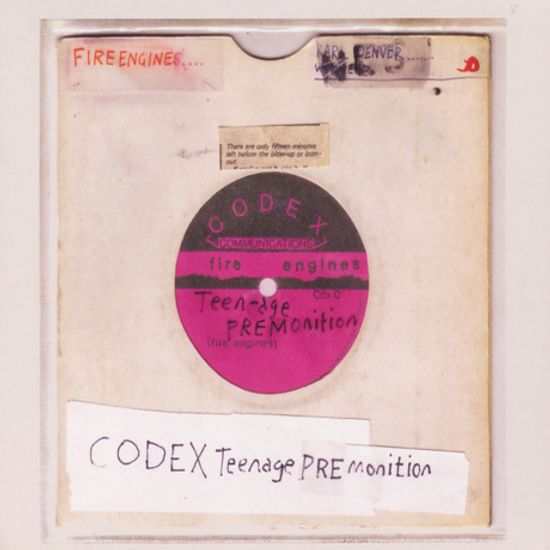 FIREENGINES....
KARL DENVER.......
There are only fifteen minutes
left before the blow-up or burn-
out.
CODEX
COMMUNICATIONS
fire engines
Cdx 0
Teen-age
PREMonition
(fire engines)
CODEX Teenage PREmonition